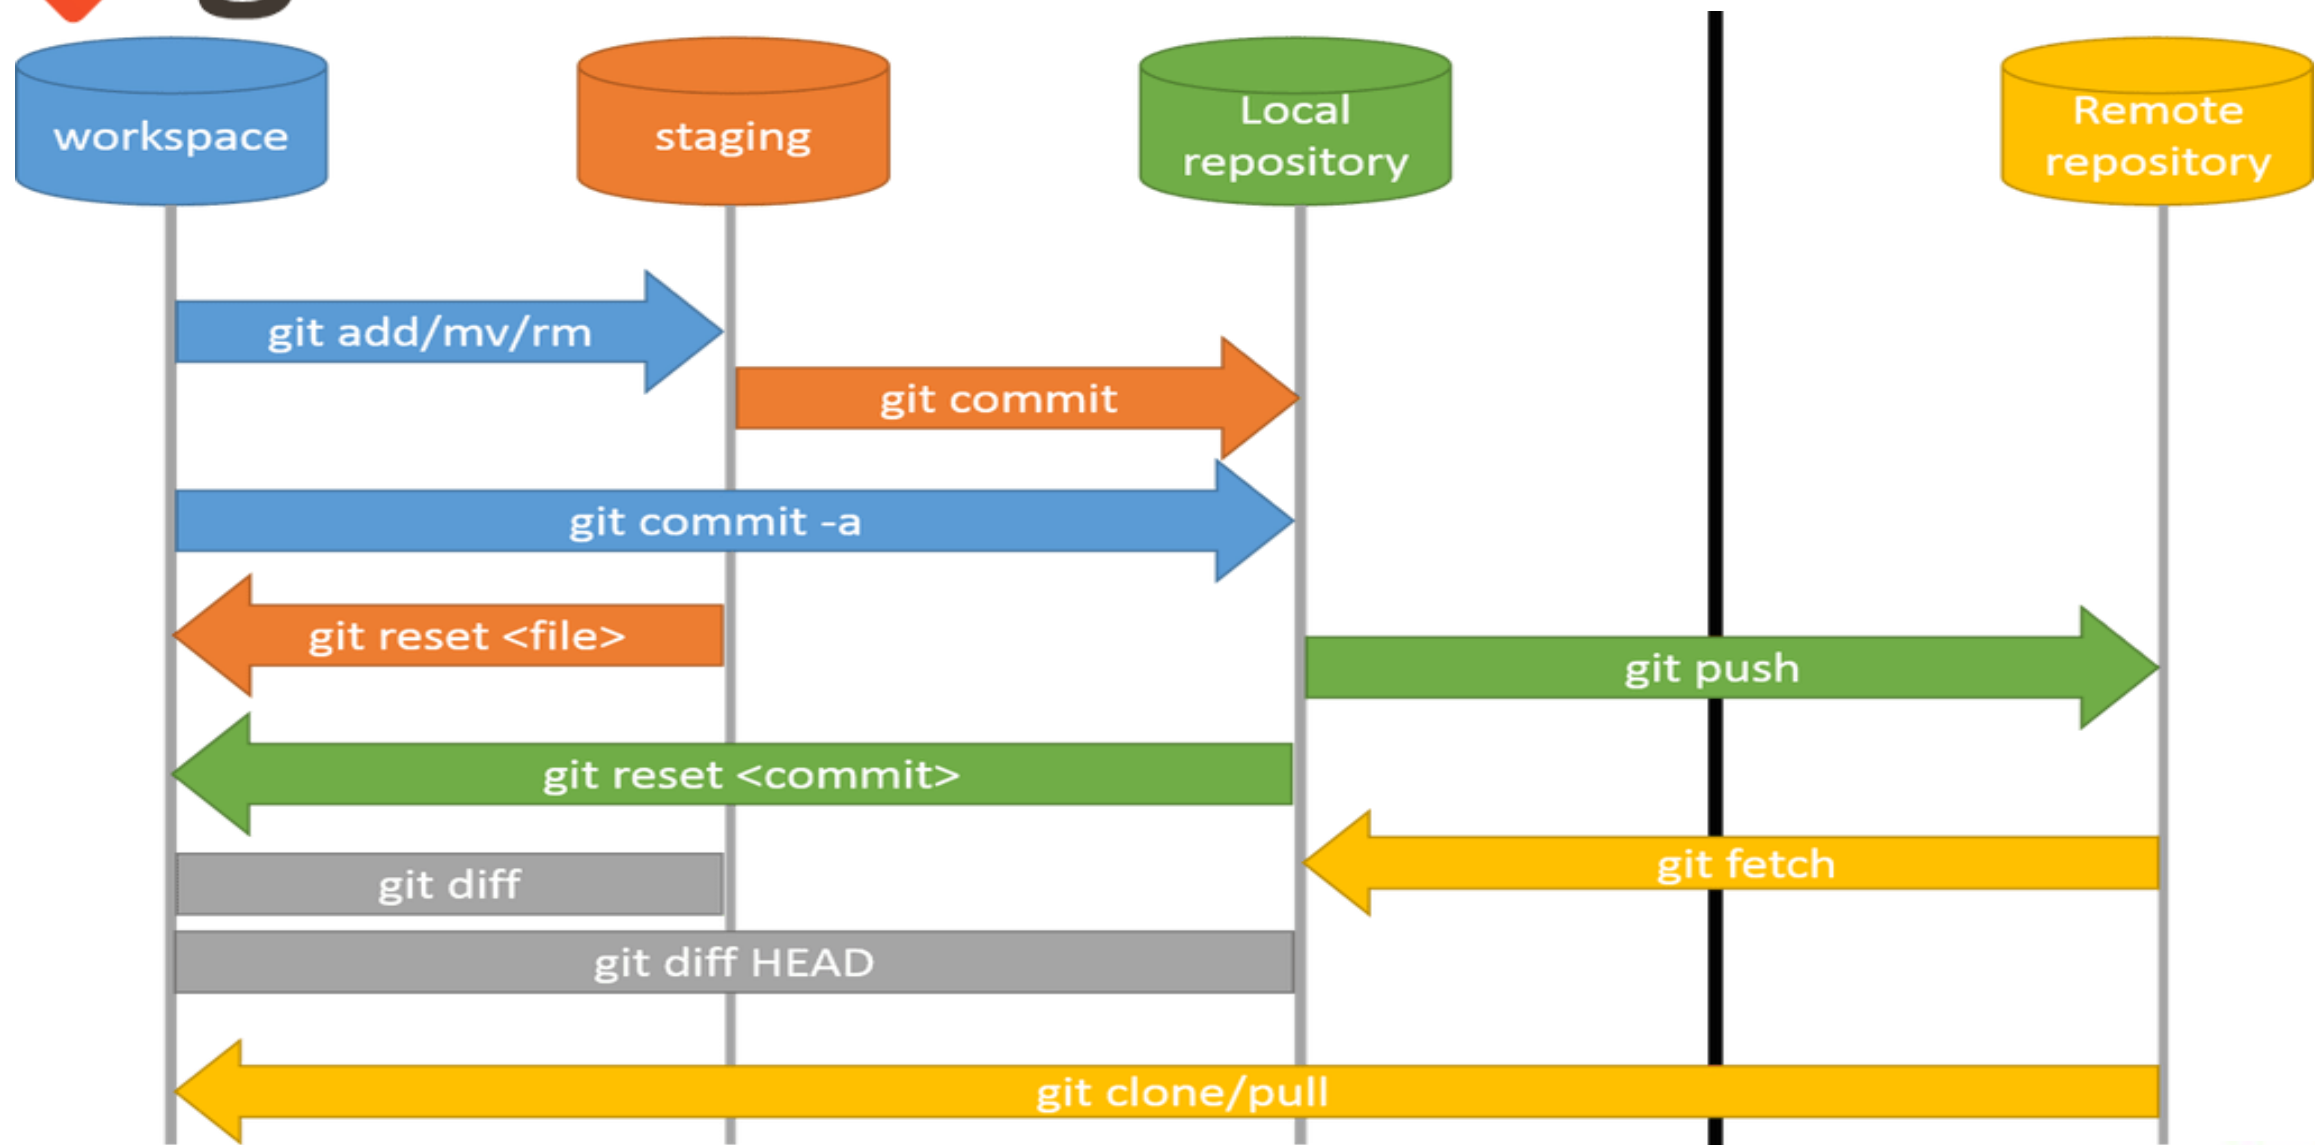 workspace
staging
Local
repository
Remote
repository
git add/mv/rm
git commit
git commit -a
git reset <file>
git push
git reset <commit>
git fetch
git diff
git diff HEAD
git clone/pull